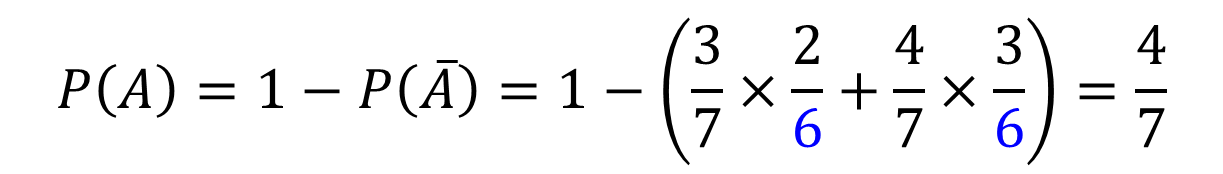 P(A) = 1 − P(Ā) = 1 − (3/7 × 2/6 + 4/7 × 3/6) = 4/7